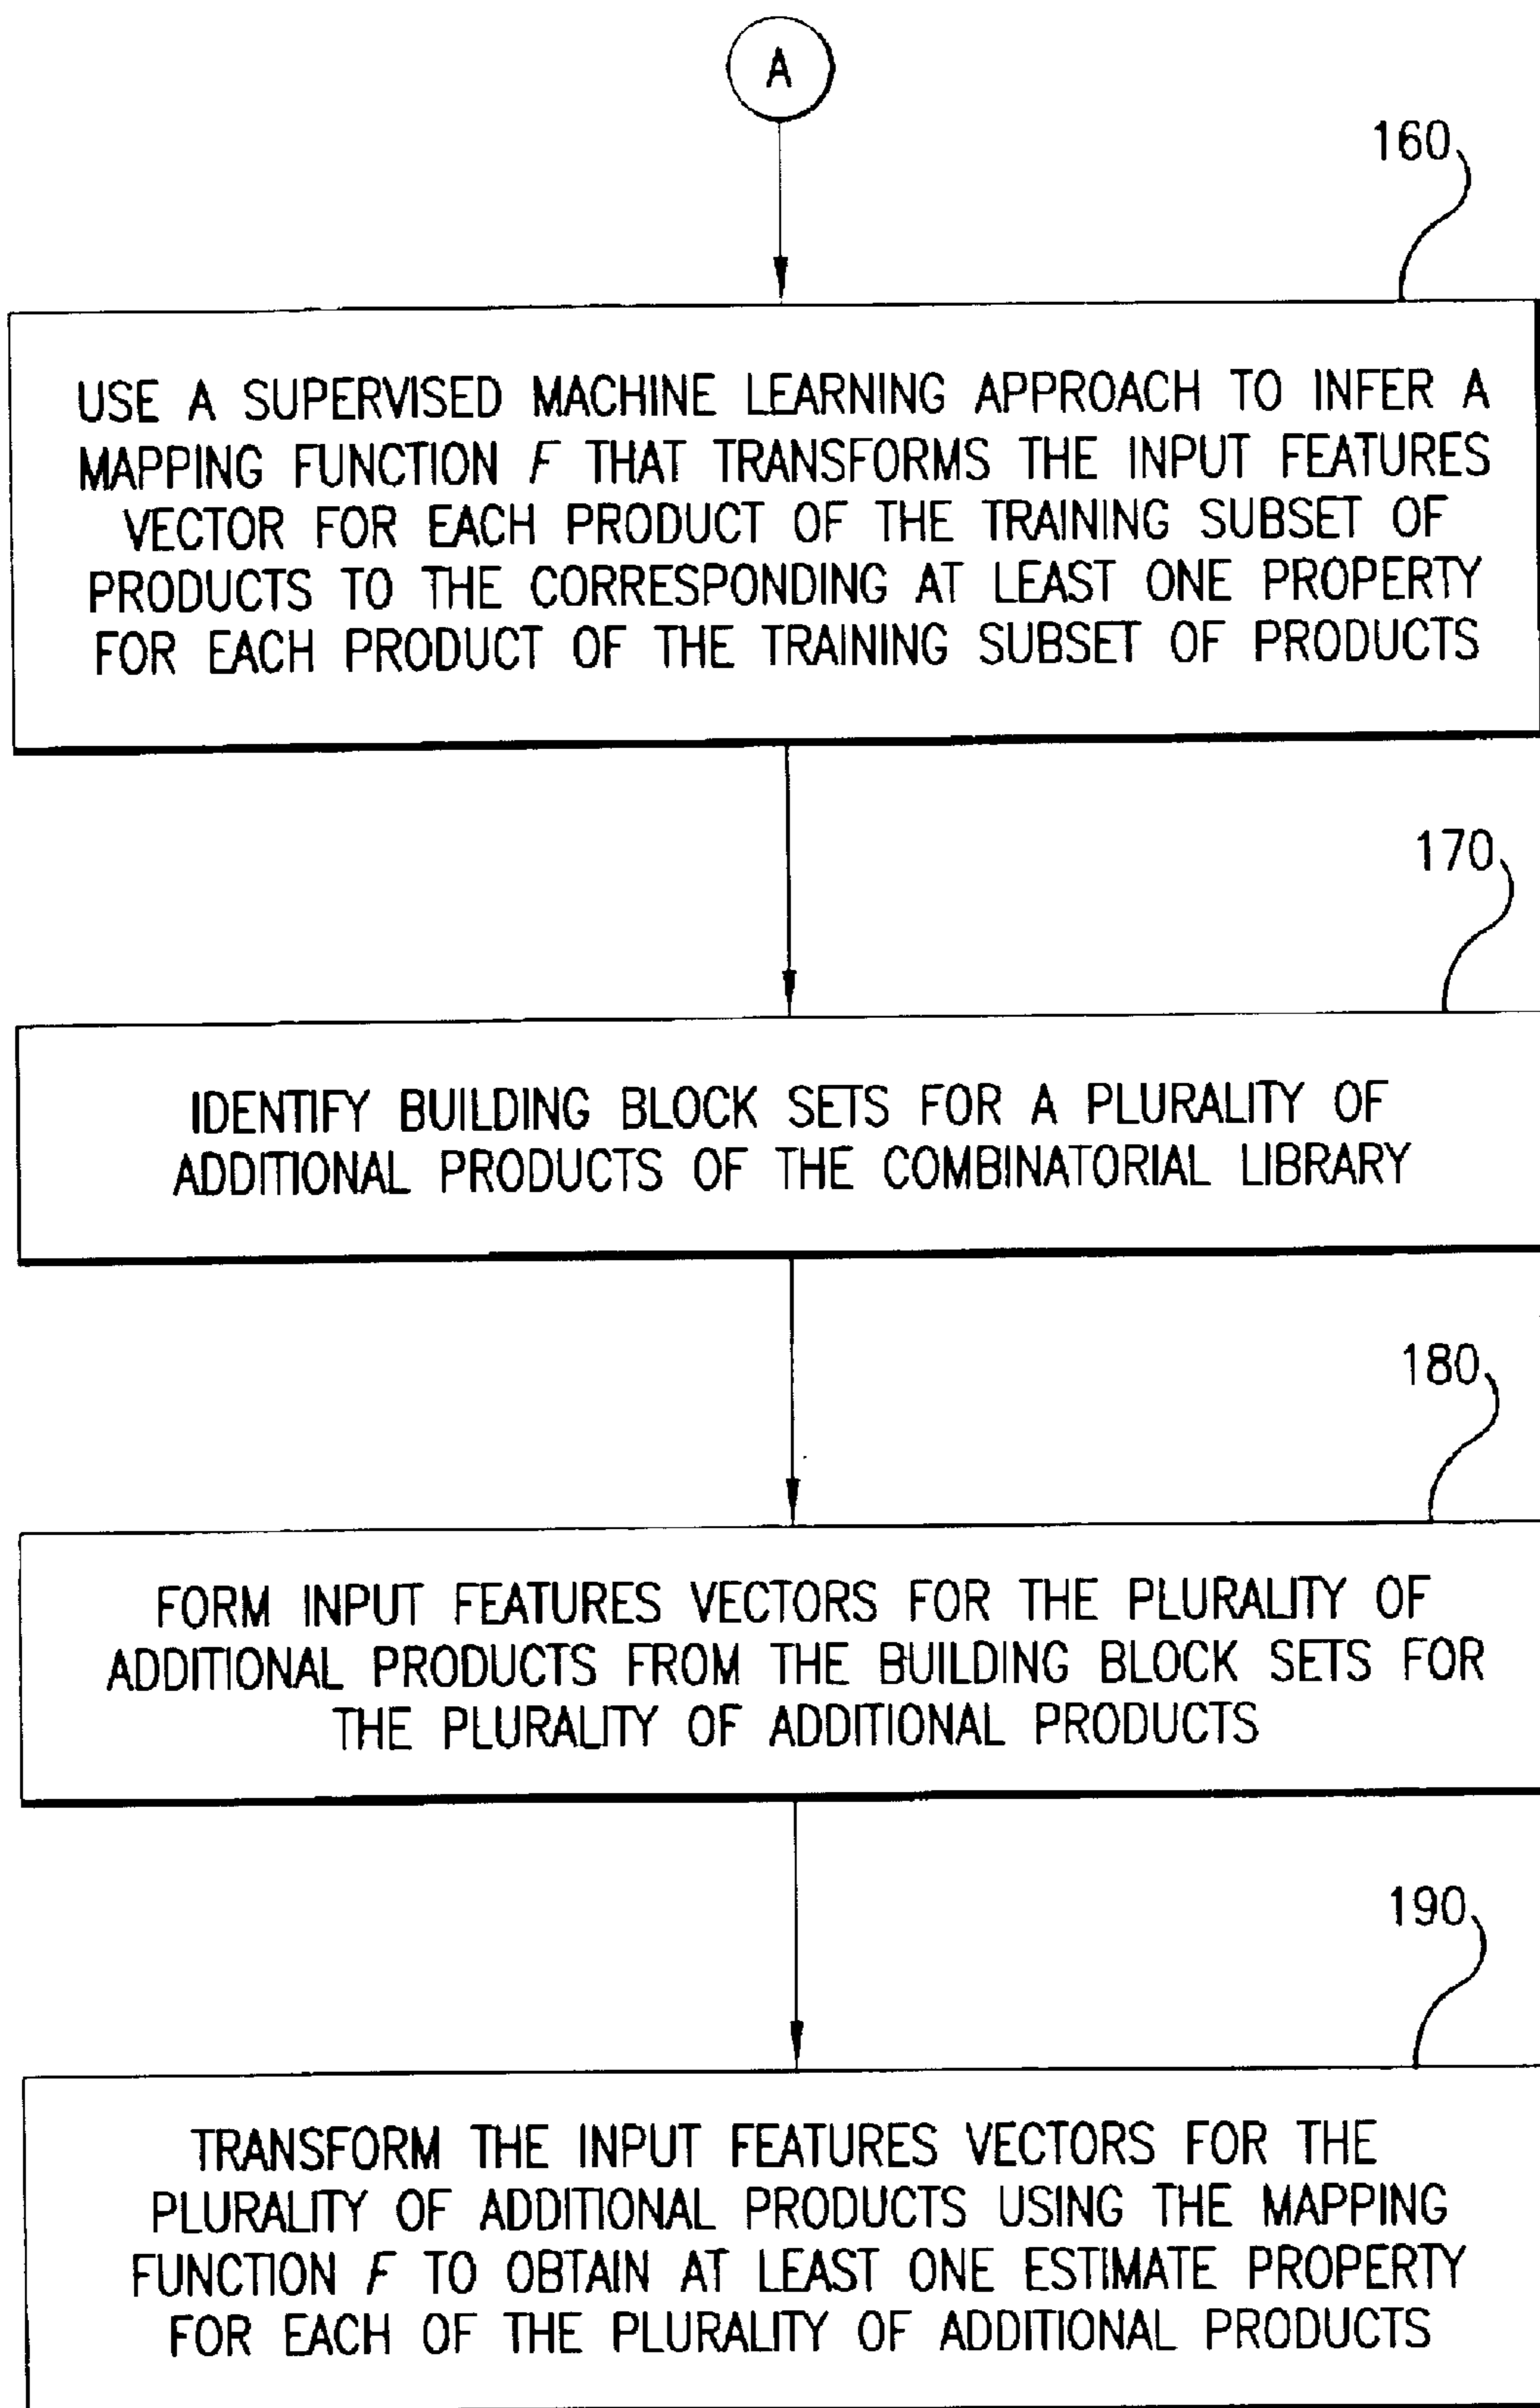 A
160
USE A SUPERVISED MACHINE LEARNING APPROACH TO INFER A
MAPPING FUNCTION F THAT TRANSFORMS THE INPUT FEATURES
VECTOR FOR EACH PRODUCT OF THE TRAINING SUBSET OF
PRODUCTS TO THE CORRESPONDING AT LEAST ONE PROPERTY
FOR EACH PRODUCT OF THE TRAINING SUBSET OF PRODUCTS
170
IDENTIFY BUILDING BLOCK SETS FOR A PLURALITY OF
ADDITIONAL PRODUCTS OF THE COMBINATORIAL LIBRARY
180
FORM INPUT FEATURES VECTORS FOR THE PLURALITY OF
ADDITIONAL PRODUCTS FROM THE BUILDING BLOCK SETS FOR
THE PLURALITY OF ADDITIONAL PRODUCTS
190
TRANSFORM THE INPUT FEATURES VECTORS FOR THE
PLURALITY OF ADDITIONAL PRODUCTS USING THE MAPPING
FUNCTION F TO OBTAIN AT LEAST ONE ESTIMATE PROPERTY
FOR EACH OF THE PLURALITY OF ADDITIONAL PRODUCTS